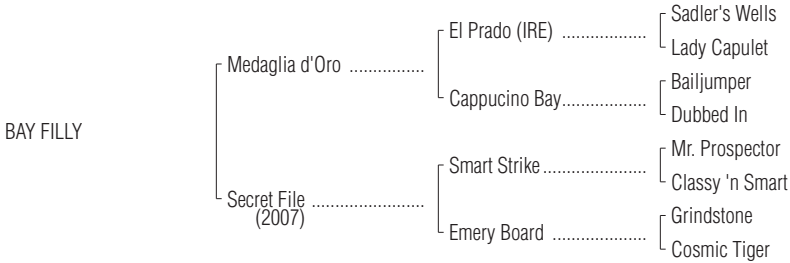 Sadler's Wells
El Prado (IRE) ..................
Lady Capulet
Medaglia d'Oro ................
Bailjumper
Cappucino Bay..................
Dubbed In
BAY FILLY
Mr. Prospector
Smart Strike......................
Classy 'n Smart
Secret File ........................
(2007)
Grindstone
Emery Board ....................
Cosmic Tiger